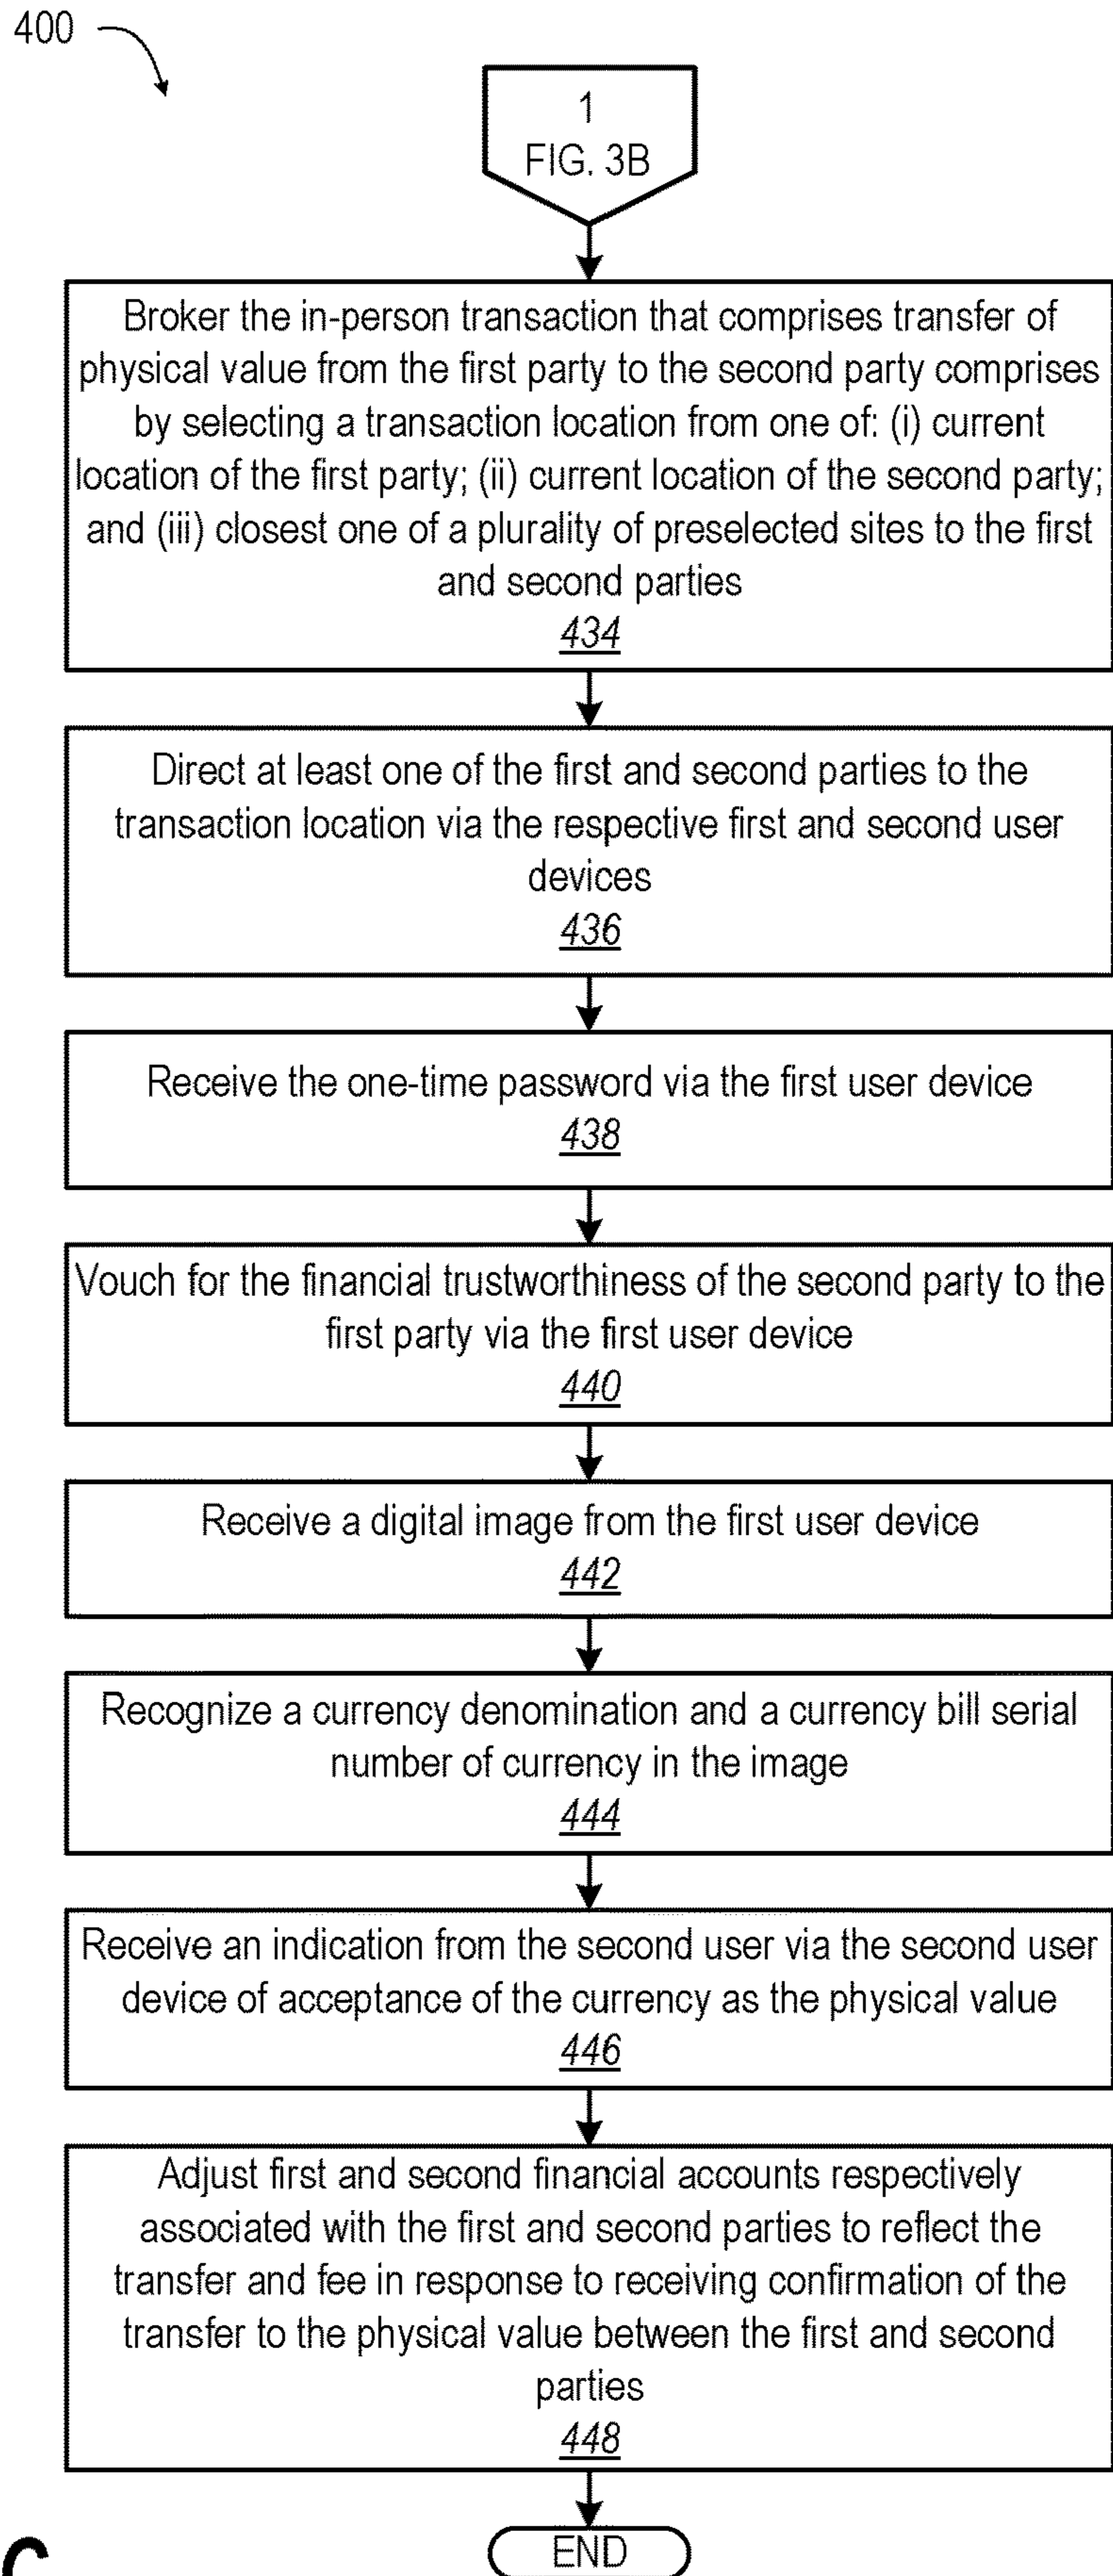 400
1
FIG. 3B
Broker the in-person transaction that comprises transfer of
physical value from the first party to the second party comprises
by selecting a transaction location from one of: (i) current
location of the first party; (ii) current location of the second party;
and (iii) closest one of a plurality of preselected sites to the first
and second parties
434
Direct at least one of the first and second parties to the
transaction location via the respective first and second user
devices
436
Receive the one-time password via the first user device
438
Vouch for the financial trustworthiness of the second party to the
first party via the first user device
440
Receive a digital image from the first user device
442
Recognize a currency denomination and a currency bill serial
number of currency in the image
444
Receive an indication from the second user via the second user
device of acceptance of the currency as the physical value
446
Adjust first and second financial accounts respectively
associated with the first and second parties to reflect the
transfer and fee in response to receiving confirmation of the
transfer to the physical value between the first and second
parties
448
END